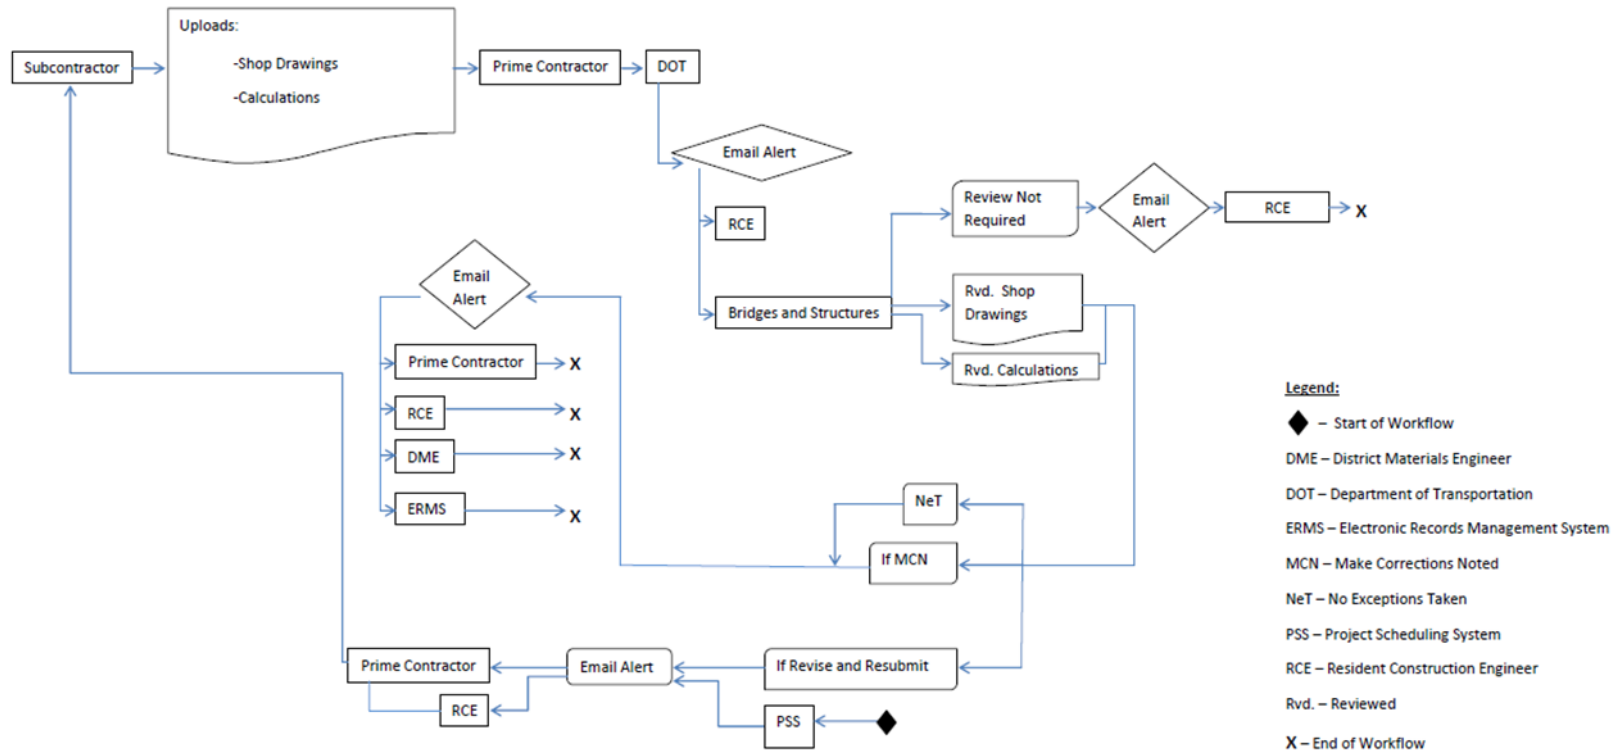 Uploads:
-Shop Drawings
-Calculations
Subcontractor
Prime Contractor
DOT
Email Alert
RCE
Bridges and Structures
Review Not
Required
Email
Alert
RCE
X
Rvd. Shop
Drawings
Rvd. Calculations
Email
Alert
Prime Contractor
X
RCE
X
DME
X
ERMS
X
NeT
If MCN
If Revise and Resubmit
Email Alert
Prime Contractor
RCE
PSS
Legend:
– Start of Workflow
DME – District Materials Engineer
DOT – Department of Transportation
ERMS – Electronic Records Management System
MCN – Make Corrections Noted
NeT – No Exceptions Taken
PSS – Project Scheduling System
RCE – Resident Construction Engineer
Rvd. – Reviewed
X – End of Workflow